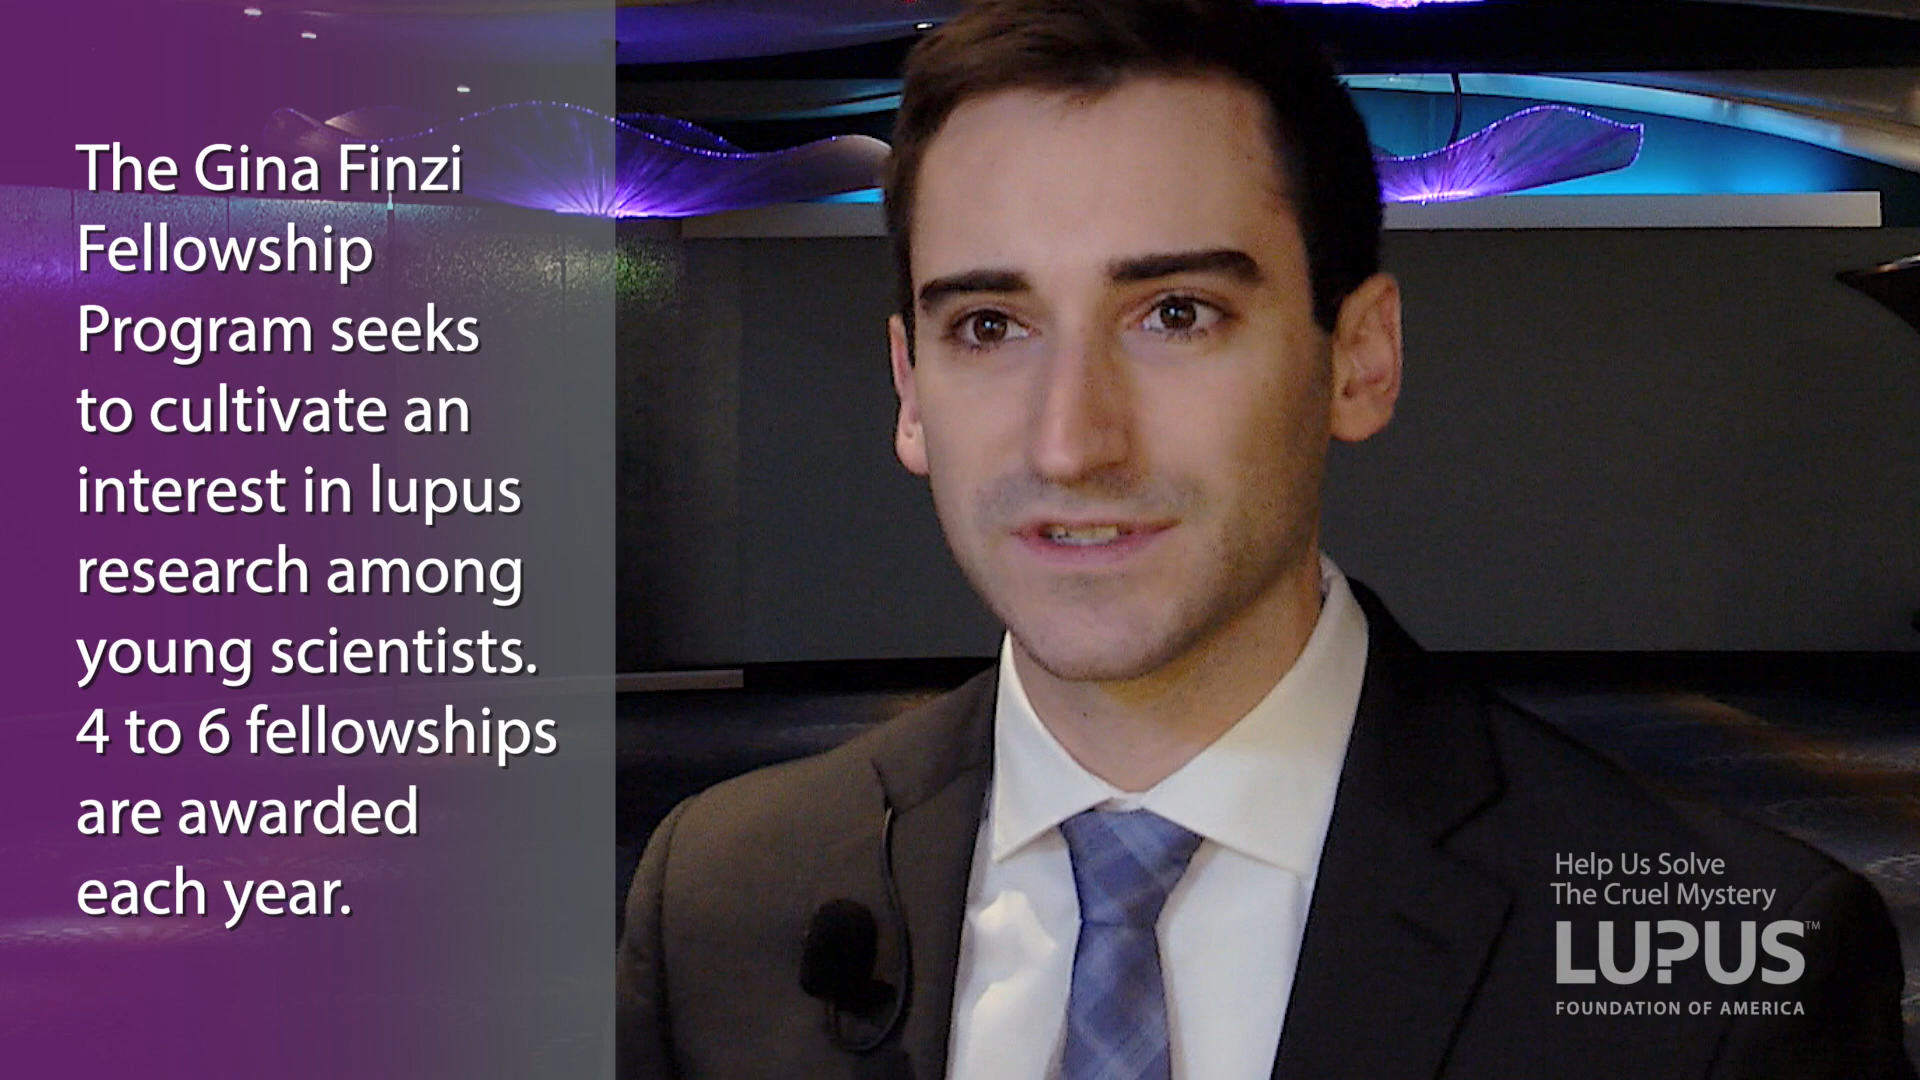 The Gina Finzi
Fellowship
Program seeks
to cultivate an
interest in lupus
research among
young scientists.
4 to 6 fellowships
are awarded
each year.
Help Us Solve
The Cruel Mystery
LUPUS™
FOUNDATION OF AMERICA